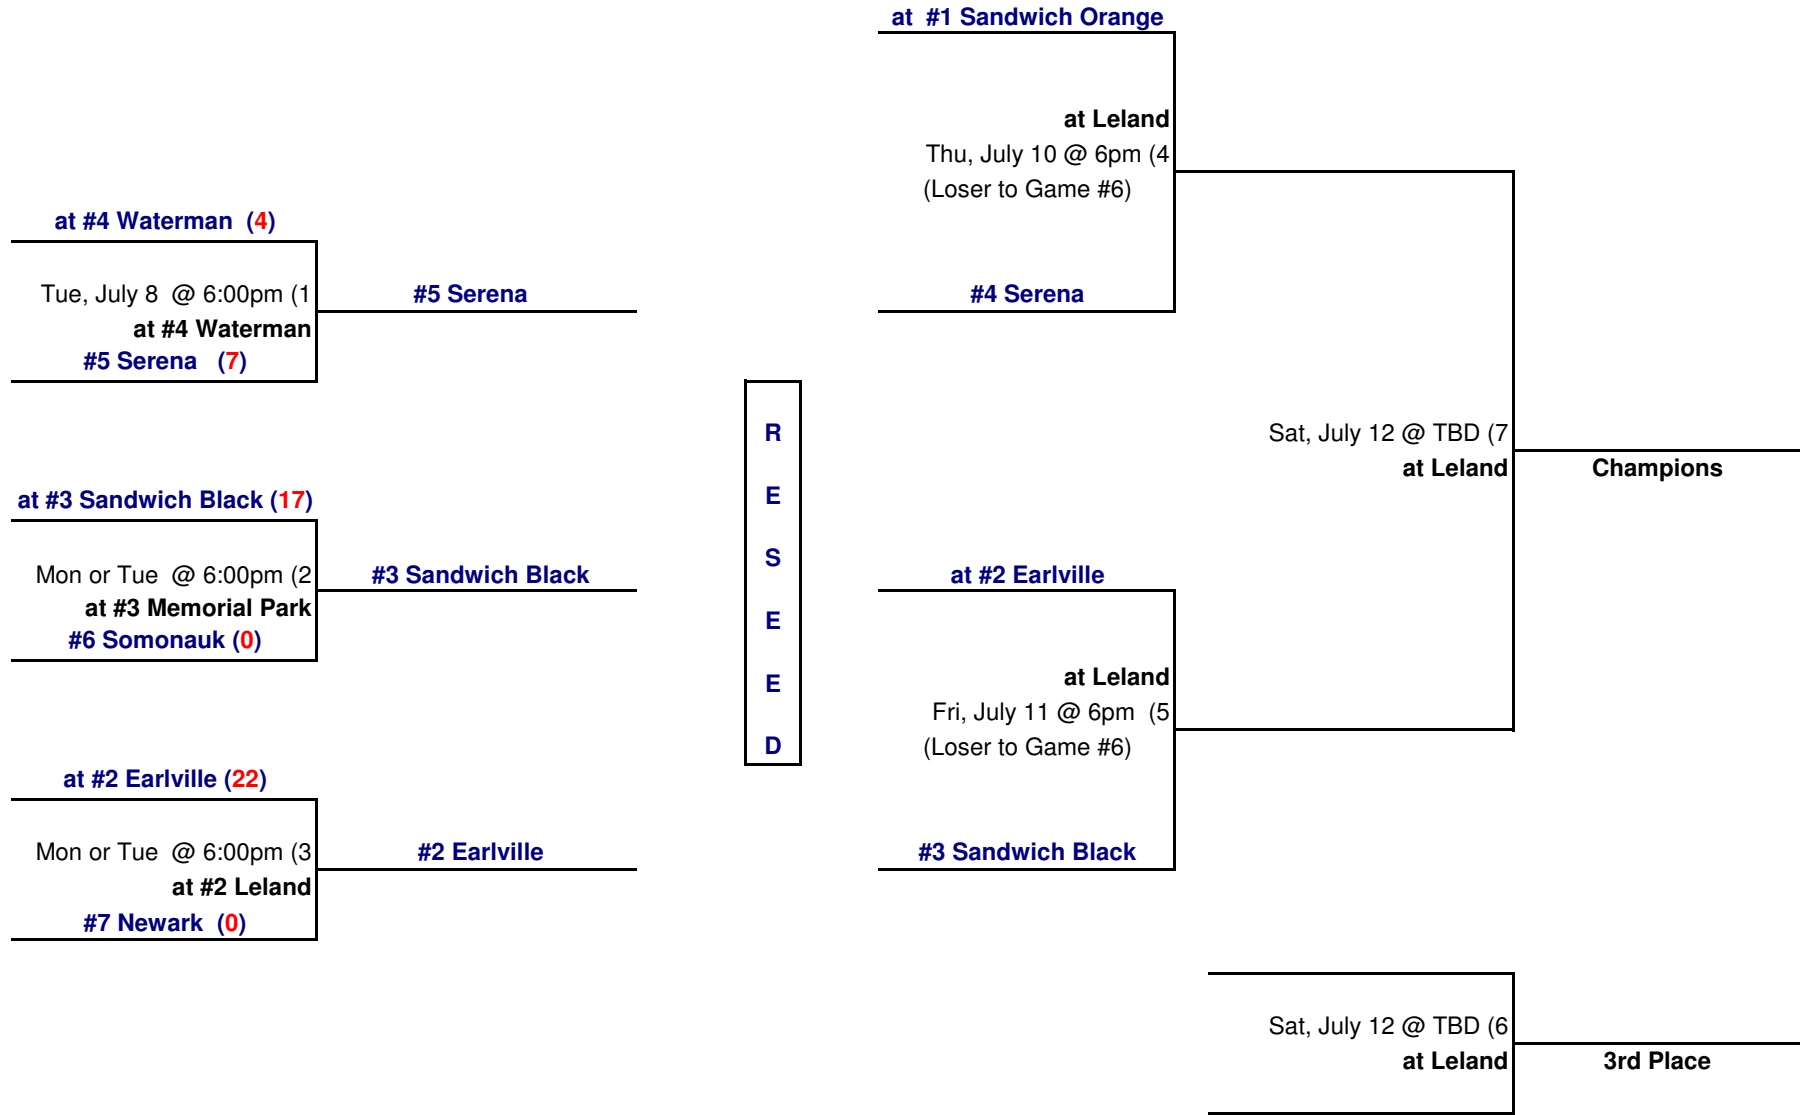 at #1 Sandwich Orange
at Leland
Thu, July 10 @ 6pm (4
(Loser to Game #6)
at #4 Waterman (4)
Tue, July 8 @ 6:00pm (1
#5 Serena
#4 Serena
at #4 Waterman
#5 Serena (7)
R
E
S
E
E
D
Sat, July 12 @ TBD (7
at Leland
Champions
at #3 Sandwich Black (17)
Mon or Tue @ 6:00pm (2
#3 Sandwich Black
at #2 Earlville
at #3 Memorial Park
#6 Somonauk (0)
at Leland
Fri, July 11 @ 6pm (5
(Loser to Game #6)
at #2 Earlville (22)
Mon or Tue @ 6:00pm (3
#2 Earlville
#3 Sandwich Black
at #2 Leland
#7 Newark (0)
Sat, July 12 @ TBD (6
at Leland
3rd Place